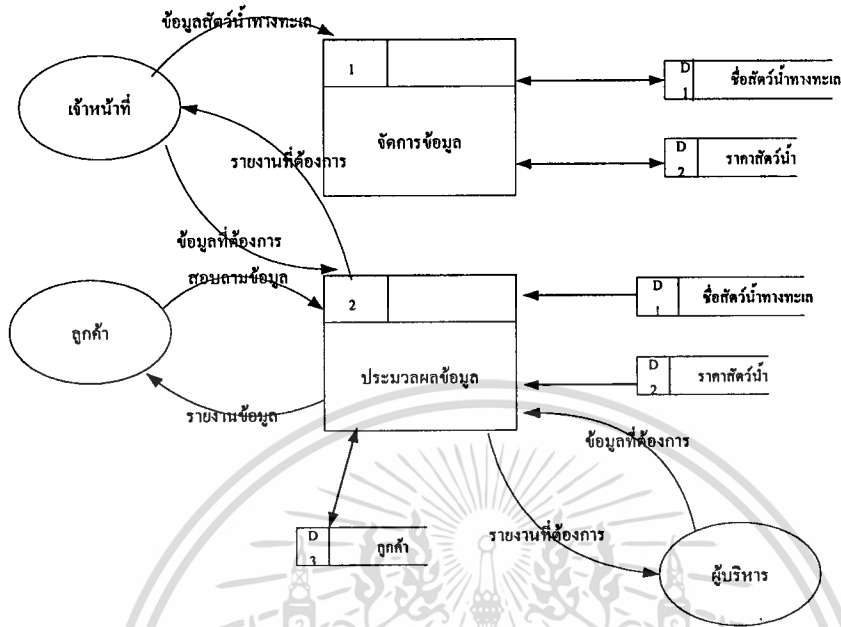 ข้อมูลสัตว์น้ำทางทะเล
1
D
1
ชื่อสัตว์น้ำทางทะเล
เจ้าหน้าที่
จัดการข้อมูล
รายงานที่ต้องการ
D
2
ราคาสัตว์น้ำ
ข้อมูลที่ต้องการ
สอบถามข้อมูล
2
D
1
ชื่อสัตว์น้ำทางทะเล
ลูกค้า
ประมวลผลข้อมูล
D
2
ราคาสัตว์น้ำ
รายงานข้อมูล
ข้อมูลที่ต้องการ
D
3
ลูกค้า
รายงานที่ต้องการ
ผู้บริหาร